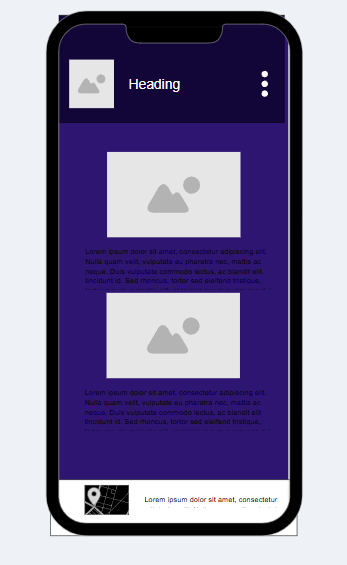 Heading
Lorem ipsum dolor sit amet, consectetur adipiscing elit.
Nulla quam velit, vulputate eu pharetra nec, mattis ac
neque. Duis vulputate commodo lectus, ac blandit elit
tincidunt id. Sed rhoncus, tortor sed eleifend tristique,
Lorem ipsum dolor sit amet, consectetur adipiscing elit.
Nulla quam velit, vulputate eu pharetra nec, mattis ac
neque. Duis vulputate commodo lectus, ac blandit elit
tincidunt id. Sed rhoncus, tortor sed eleifend tristique,
Lorem ipsum dolor sit amet, consectetur